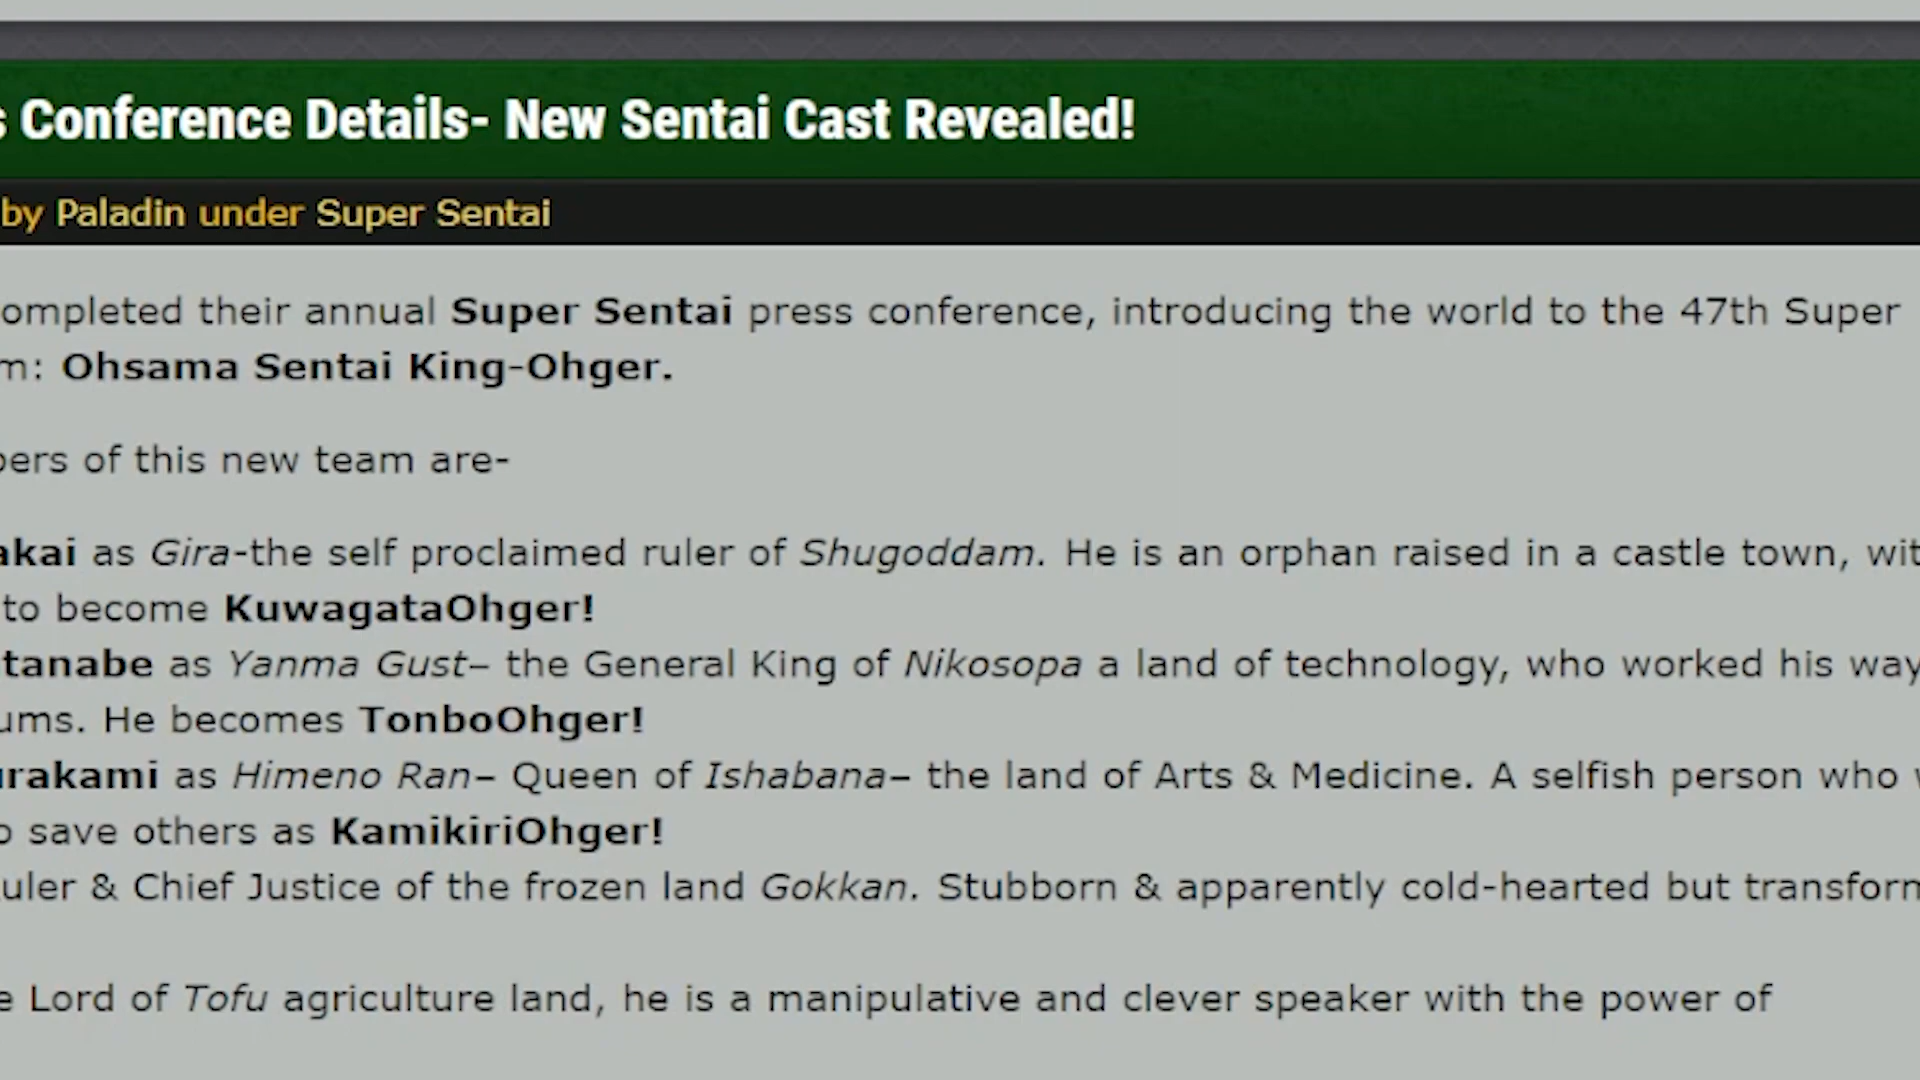 s Conference Details- New Sentai Cast Revealed!
by Paladin under Super Sentai
ompleted their annual Super Sentai press conference, introducing the world to the 47th Super
m: Ohsama Sentai King-Ohger.
bers of this new team are-
akai as Gira-the self proclaimed ruler of Shugoddam. He is an orphan raised in a castle town, wit
to become KuwagataOhger!
tanabe as Yanma Gust– the General King of Nikosopa a land of technology, who worked his way
ums. He becomes TonboOhger!
urakami as Himeno Ran– Queen of Ishabana– the land of Arts & Medicine. A selfish person who
o save others as KamikiriOhger!
uler & Chief Justice of the frozen land Gokkan. Stubborn & apparently cold-hearted but transform
e Lord of Tofu agriculture land, he is a manipulative and clever speaker with the power of